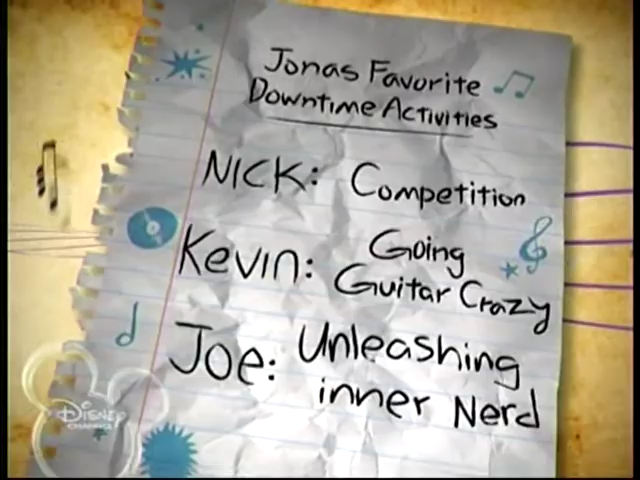 Jonas Favorite
Downtime Activities
NICK: Competition
Kevin: Going
Guitar Crazy
Joe: Unleashing
inner Nerd
Disney
CHANNEL